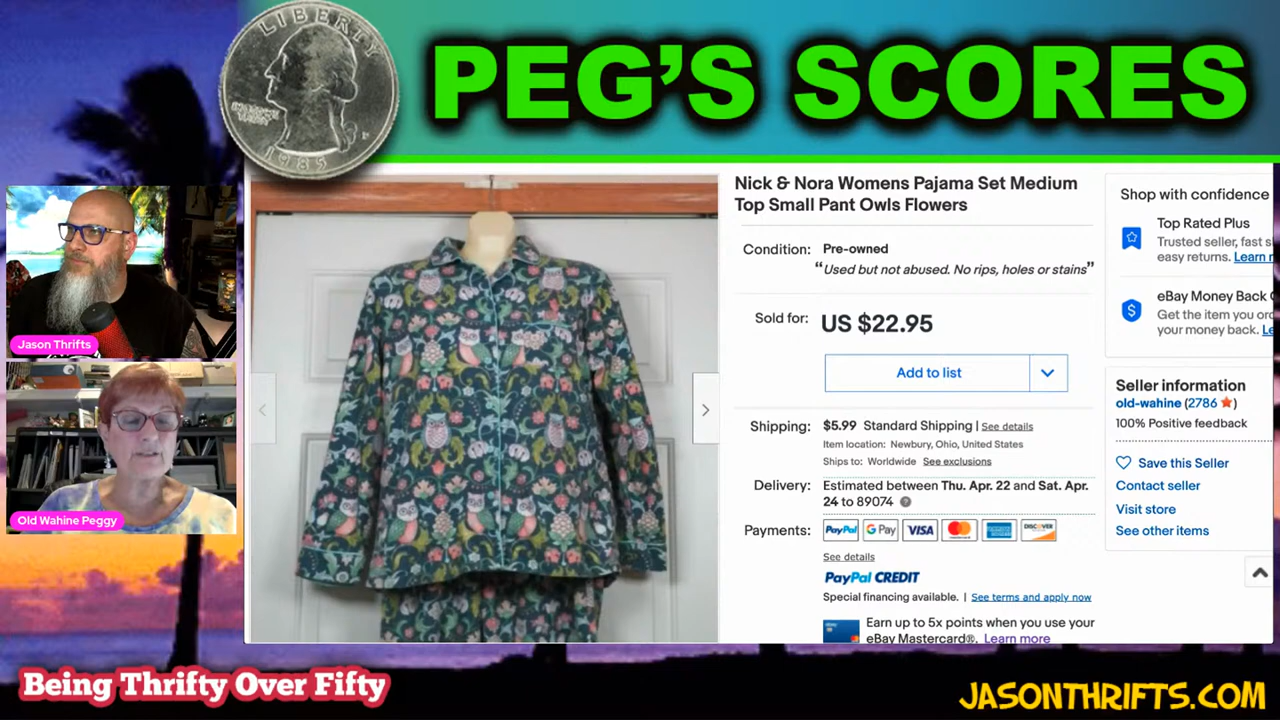 LIBERTY
1985
PEG'S SCORES
Nick & Nora Womens Pajama Set Medium
Top Small Pant Owls Flowers
Condition: Pre-owned
“Used but not abused. No rips, holes or stains”
Sold for: US $22.95
Add to list
Shipping: $5.99 Standard Shipping | See details
Item location: Newbury, Ohio, United States
Ships to: Worldwide See exclusions
Delivery: Estimated between Thu. Apr. 22 and Sat. Apr.
24 to 89074
Payments: PayPal G Pay VISA DISCOVER
See details
PayPal CREDIT
Special financing available. | See terms and apply now
Earn up to 5x points when you use your
eBay Mastercard®. Learn more
Shop with confidence
Top Rated Plus
Trusted seller, fast s
easy returns. Learn
eBay Money Back
Get the item you ord
your money back. Le
Seller information
old-wahine (2786 )
100% Positive feedback
Save this Seller
Contact seller
Visit store
See other items
Jason Thrifts
Old Wahine Peggy
Being Thrifty Over Fifty
JASONTHRIFTS.COM